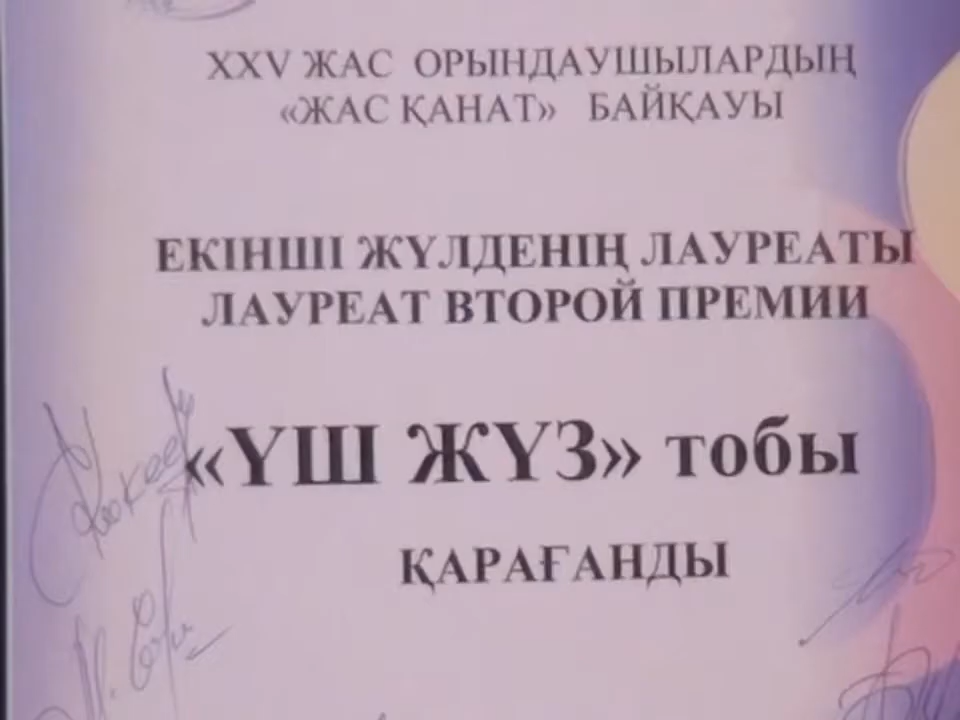 XXV ЖАС ОРЫНДАУШЫЛАРДЫҢ
«ЖАС ҚАНАТ» БАЙҚАУЫ
ЕКІНШІ ЖҮЛДЕНІҢ ЛАУРЕАТЫ
ЛАУРЕАТ ВТОРОЙ ПРЕМИИ
«ҮШ ЖҮЗ» тобы
ҚАРАҒАНДЫ